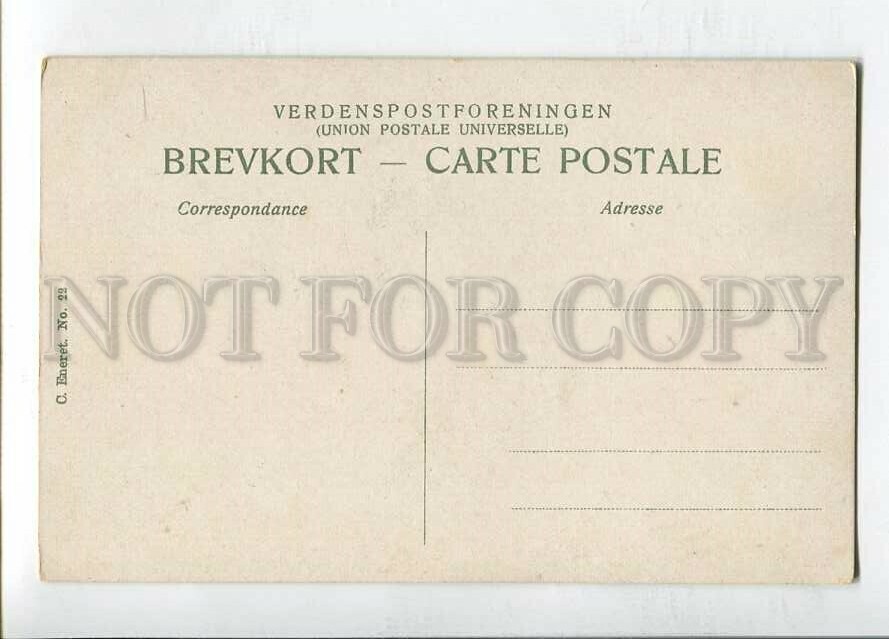 VERDENSPOSTFORENINGEN
(UNION POSTALE UNIVERSELLE)
BREVKORT — CARTE POSTALE
Correspondance
Adresse
C. Eneret. No. 22
NOT FOR COPY